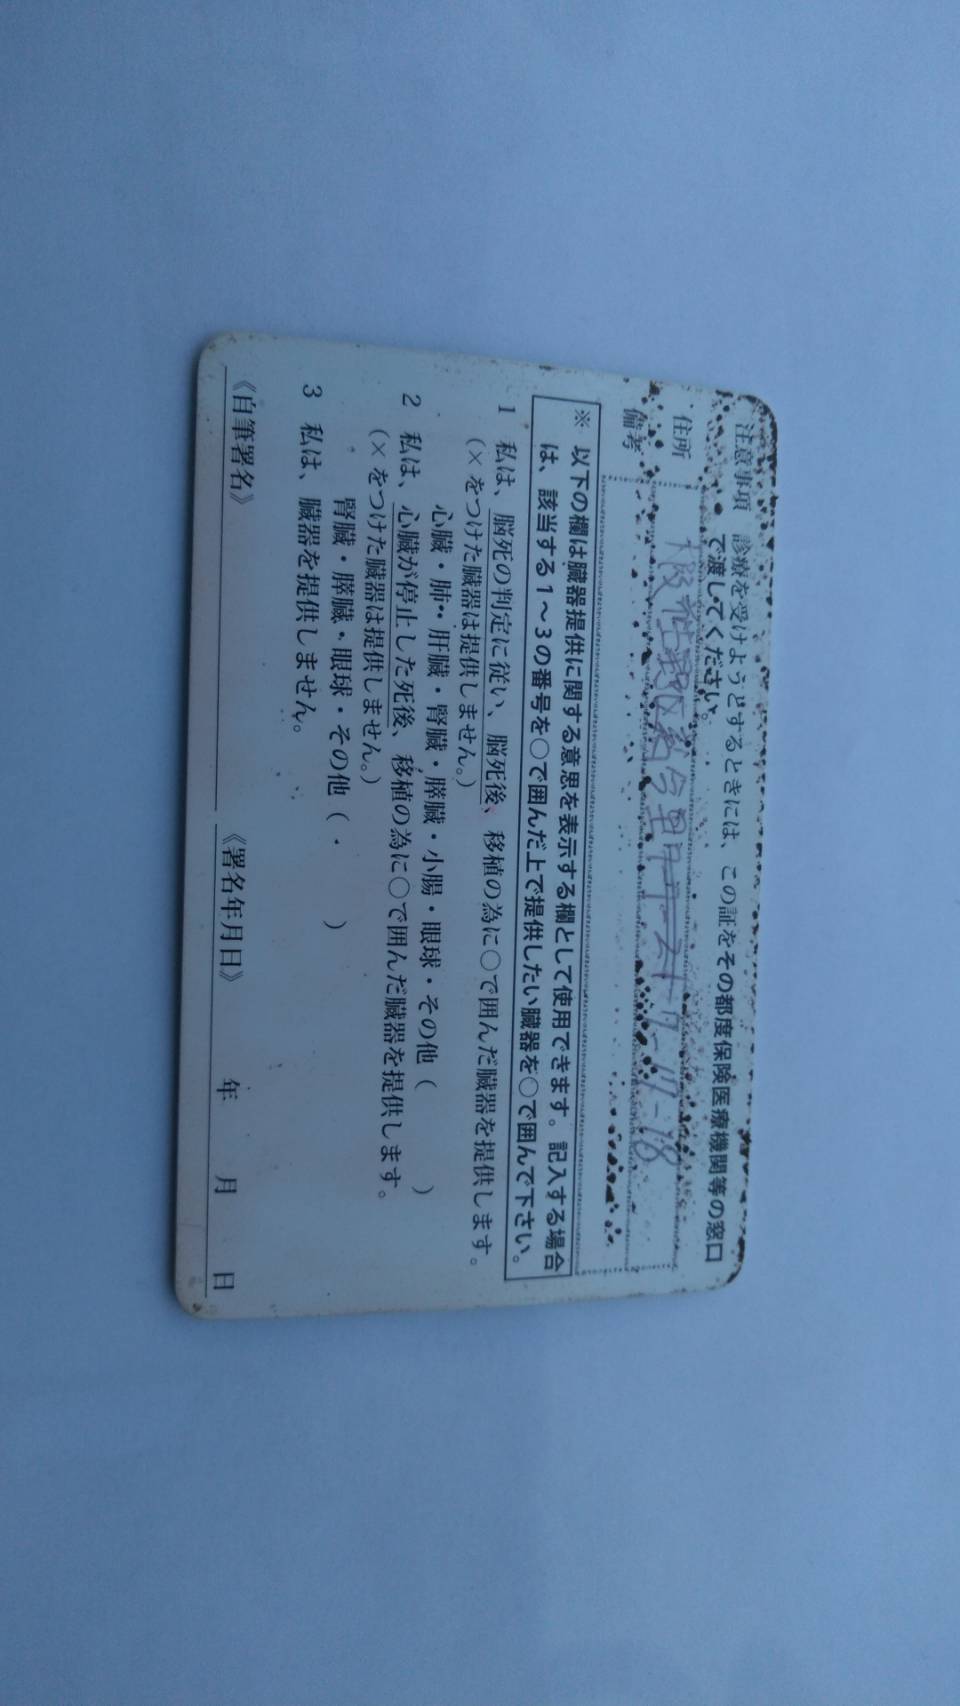 注意事項 診療を受けようとするときには、この証をその都度保険医療機関等の窓口
で渡してください。
住所 大阪 7-17-18
備考
※ 以下の欄は臓器提供に関する意思を表示する欄として使用できます。記入する場合
は、該当する1〜3の番号を○で囲んだ上で提供したい臓器を○で囲んで下さい。
1 私は、脳死の判定に従い、脳死後、移植の為に○で囲んだ臓器を提供します。
(×をつけた臓器は提供しません。)
心臓・肺・肝臓・腎臓・膵臓・小腸・眼球・その他( )
2 私は、心臓が停止した死後、移植の為に○で囲んだ臓器を提供します。
(×をつけた臓器は提供しません。)
腎臓・膵臓・眼球・その他( )
3 私は、臓器を提供しません。
《自筆署名》 《署名年月日》 年 月 日